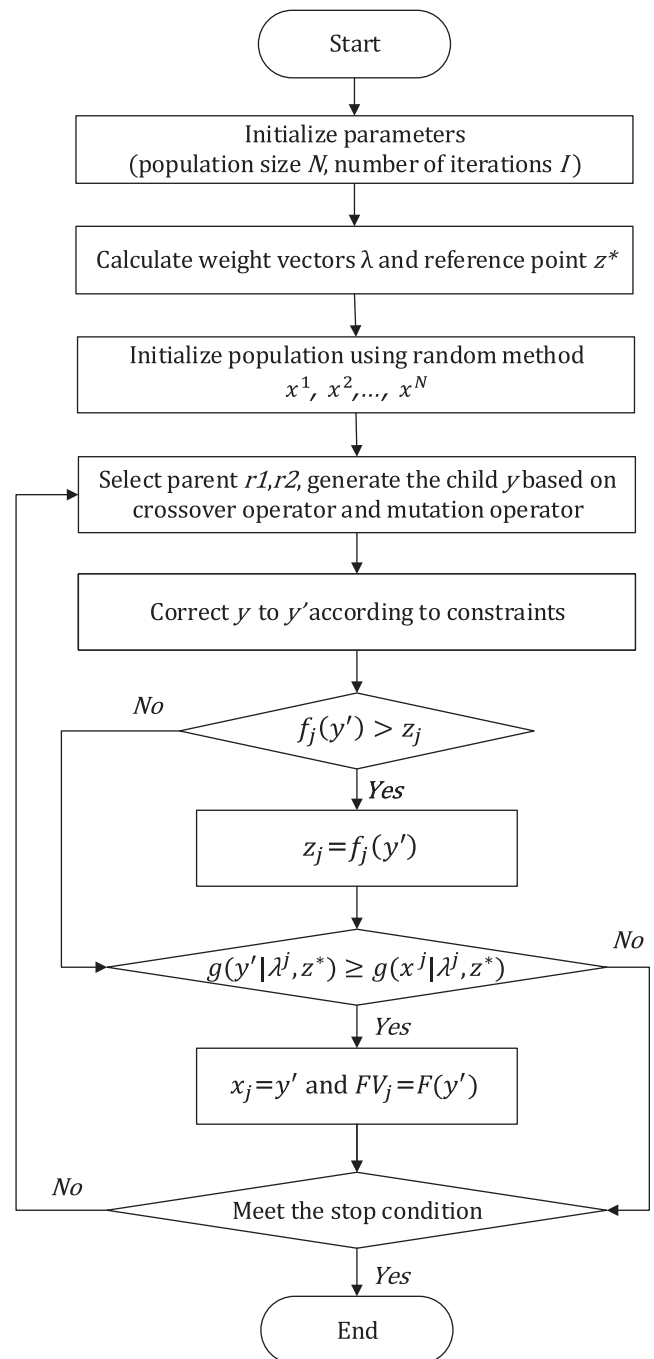 Start
Initialize parameters
(population size N, number of iterations I)
Calculate weight vectors λ and reference point z*
Initialize population using random method
x¹, x²,..., xᴺ
Select parent r1,r2, generate the child y based on
crossover operator and mutation operator
Correct y to y’ according to constraints
No
fⱼ(y′) > zⱼ
Yes
zⱼ=fⱼ(y′)
No
g(y′|λʲ, z*) ≥ g(xʲ|λʲ, z*)
Yes
xⱼ=y′ and FVⱼ=F(y′)
No
Meet the stop condition
Yes
End